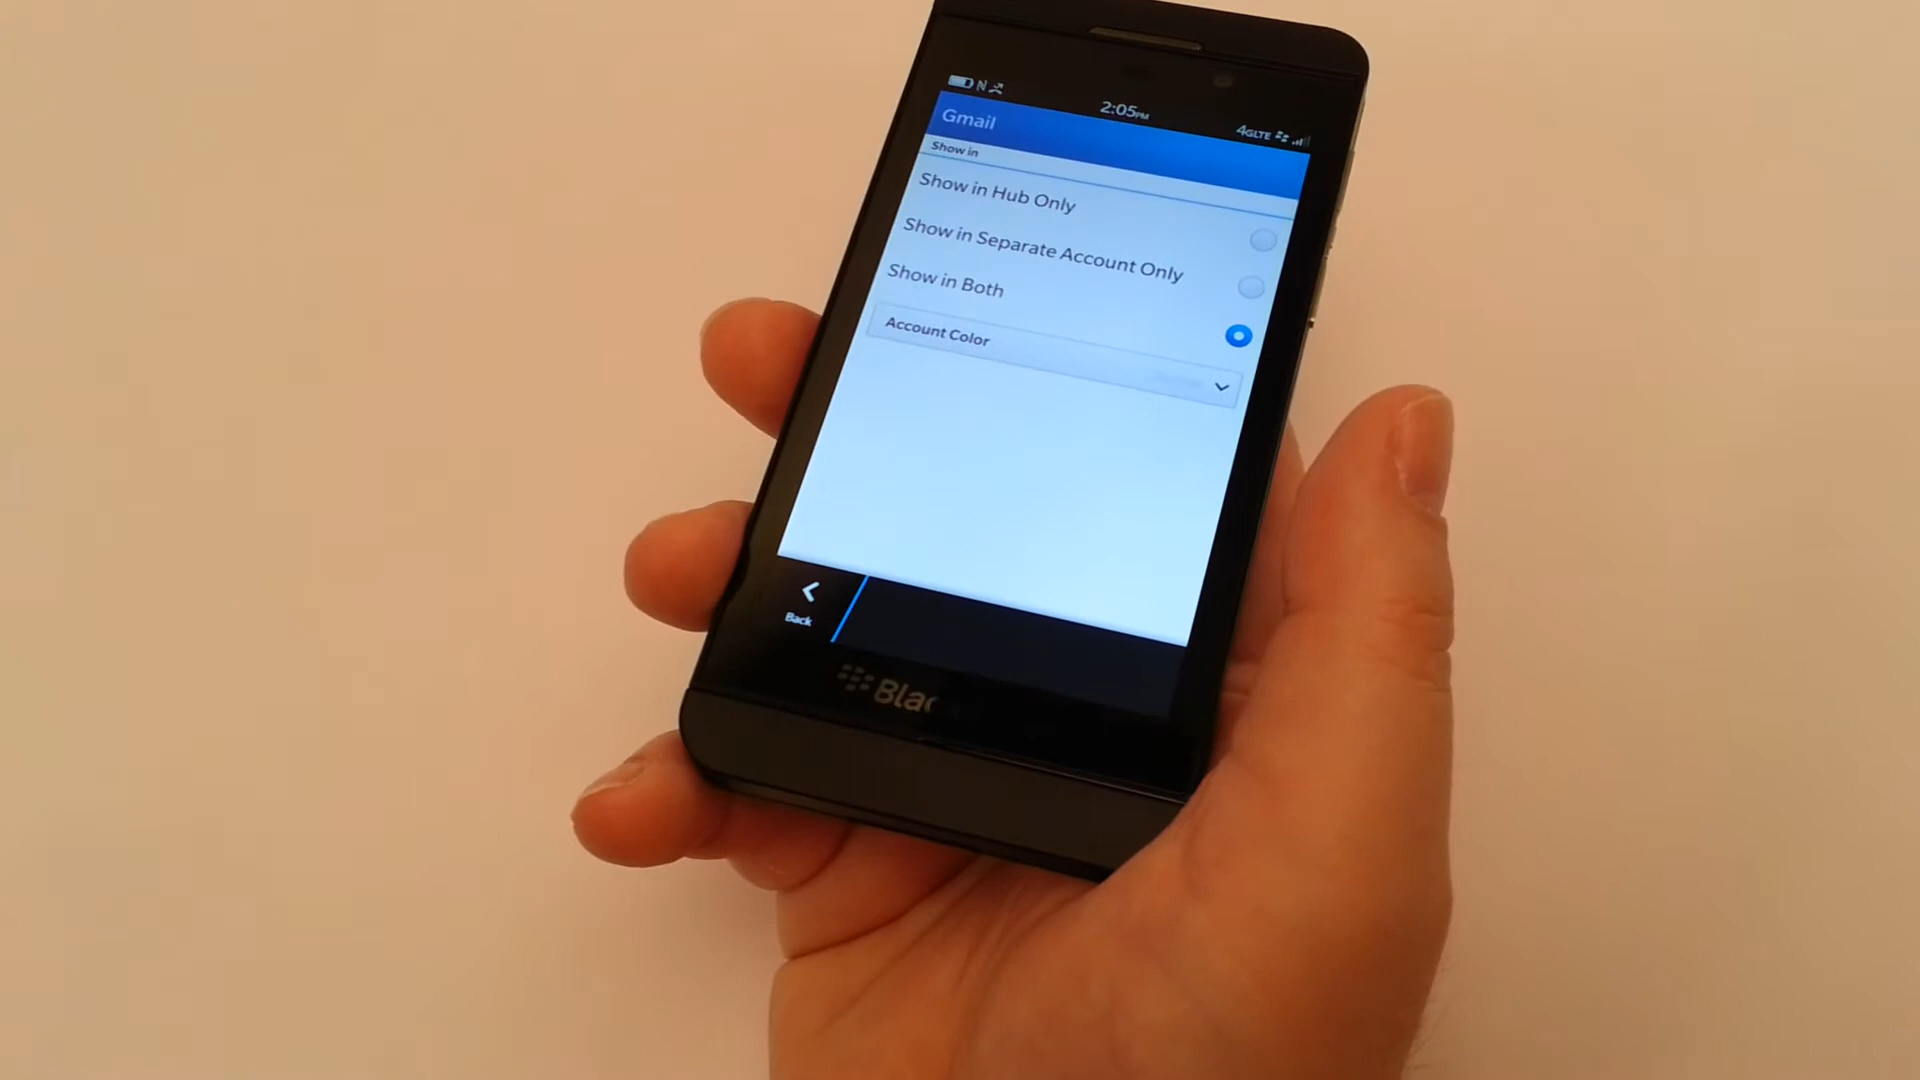 2:05PM
4GLTE
Gmail
Show in
Show in Hub Only
Show in Separate Account Only
Show in Both
Account Color
Back
Blac